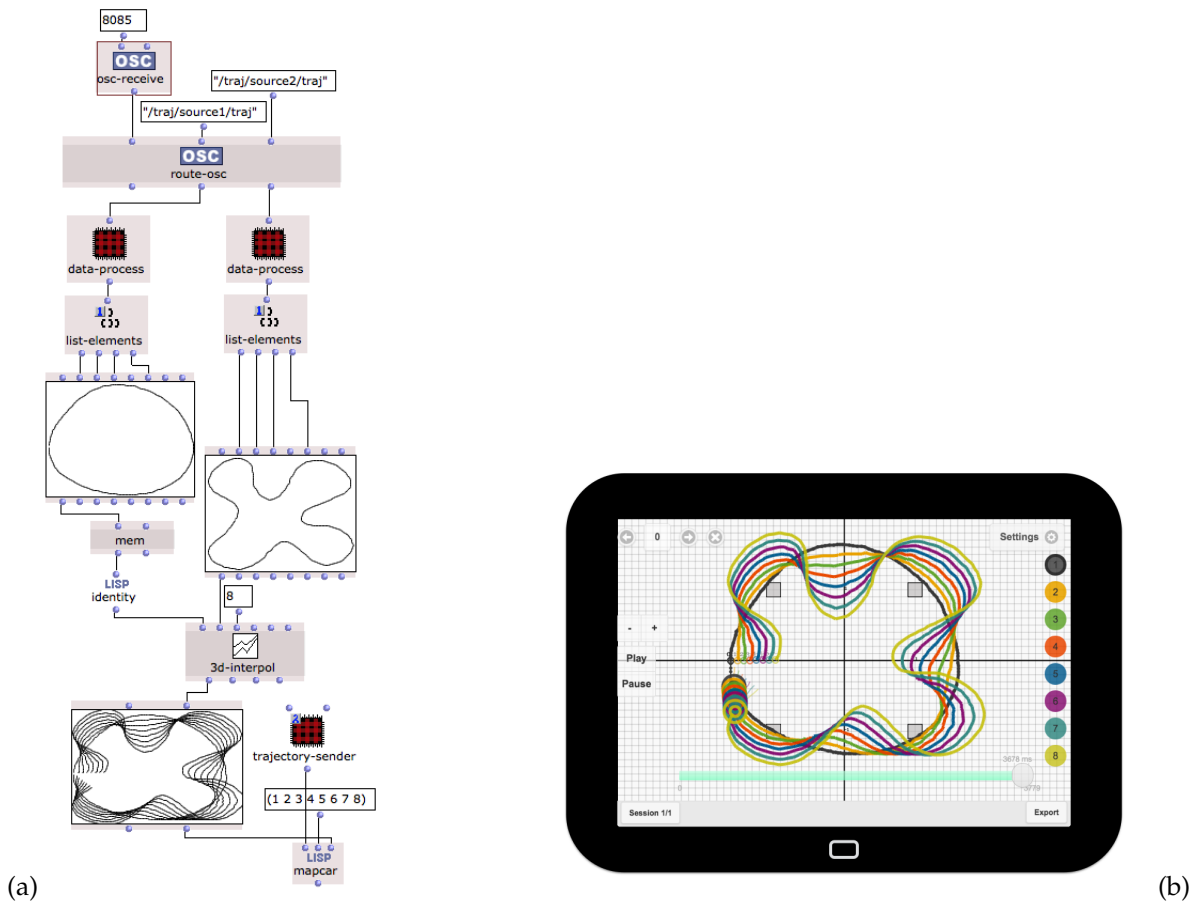 8085
OSC
osc-receive
"/traj/source2/traj"
"/traj/source1/traj"
OSC
route-osc
data-process
data-process
1
1
list-elements
list-elements
mem
LISP
identity
8
3d-interpol
trajectory-sender
(1 2 3 4 5 6 7 8)
LISP
mapcar
(a)
0
Settings
1
2
3
4
5
6
7
8
- +
Play
Pause
3678 ms
0
3779
Session 1/1
Export
(b)